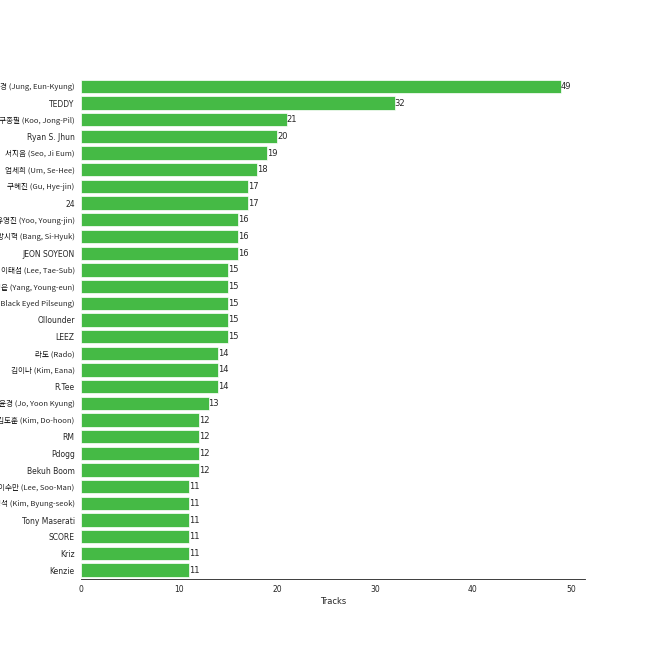 경 (Jung, Eun-Kyung) 49
TEDDY 32
구종필 (Koo, Jong-Pil) 21
Ryan S. Jhun 20
서지음 (Seo, Ji Eum) 19
엄세희 (Um, Se-Hee) 18
구혜진 (Gu, Hye-jin) 17
24 17
유영진 (Yoo, Young-jin) 16
방시혁 (Bang, Si-Hyuk) 16
JEON SOYEON 16
이태섭 (Lee, Tae-Sub) 15
은 (Yang, Young-eun) 15
Black Eyed Pilseung) 15
Ollounder 15
LEEZ 15
라도 (Rado) 14
김이나 (Kim, Eana) 14
R.Tee 14
윤경 (Jo, Yoon Kyung) 13
김도훈 (Kim, Do-hoon) 12
RM 12
Pdogg 12
Bekuh Boom 12
이수만 (Lee, Soo-Man) 11
석 (Kim, Byung-seok) 11
Tony Maserati 11
SCORE 11
Kriz 11
Kenzie 11
0 10 20 30 40 50
Tracks